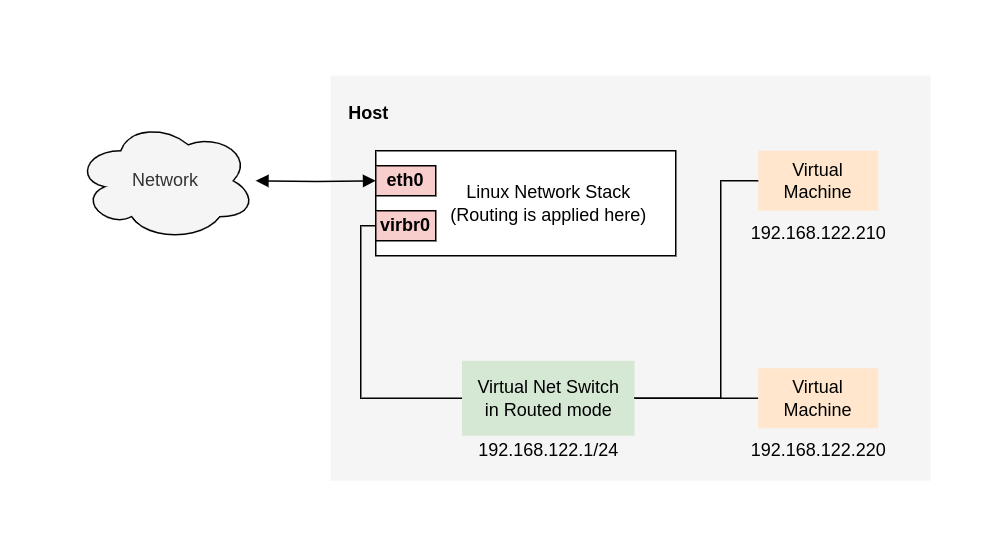 Host
Network
eth0
virbr0
Linux Network Stack
(Routing is applied here)
Virtual
Machine
192.168.122.210
Virtual Net Switch
in Routed mode
192.168.122.1/24
Virtual
Machine
192.168.122.220